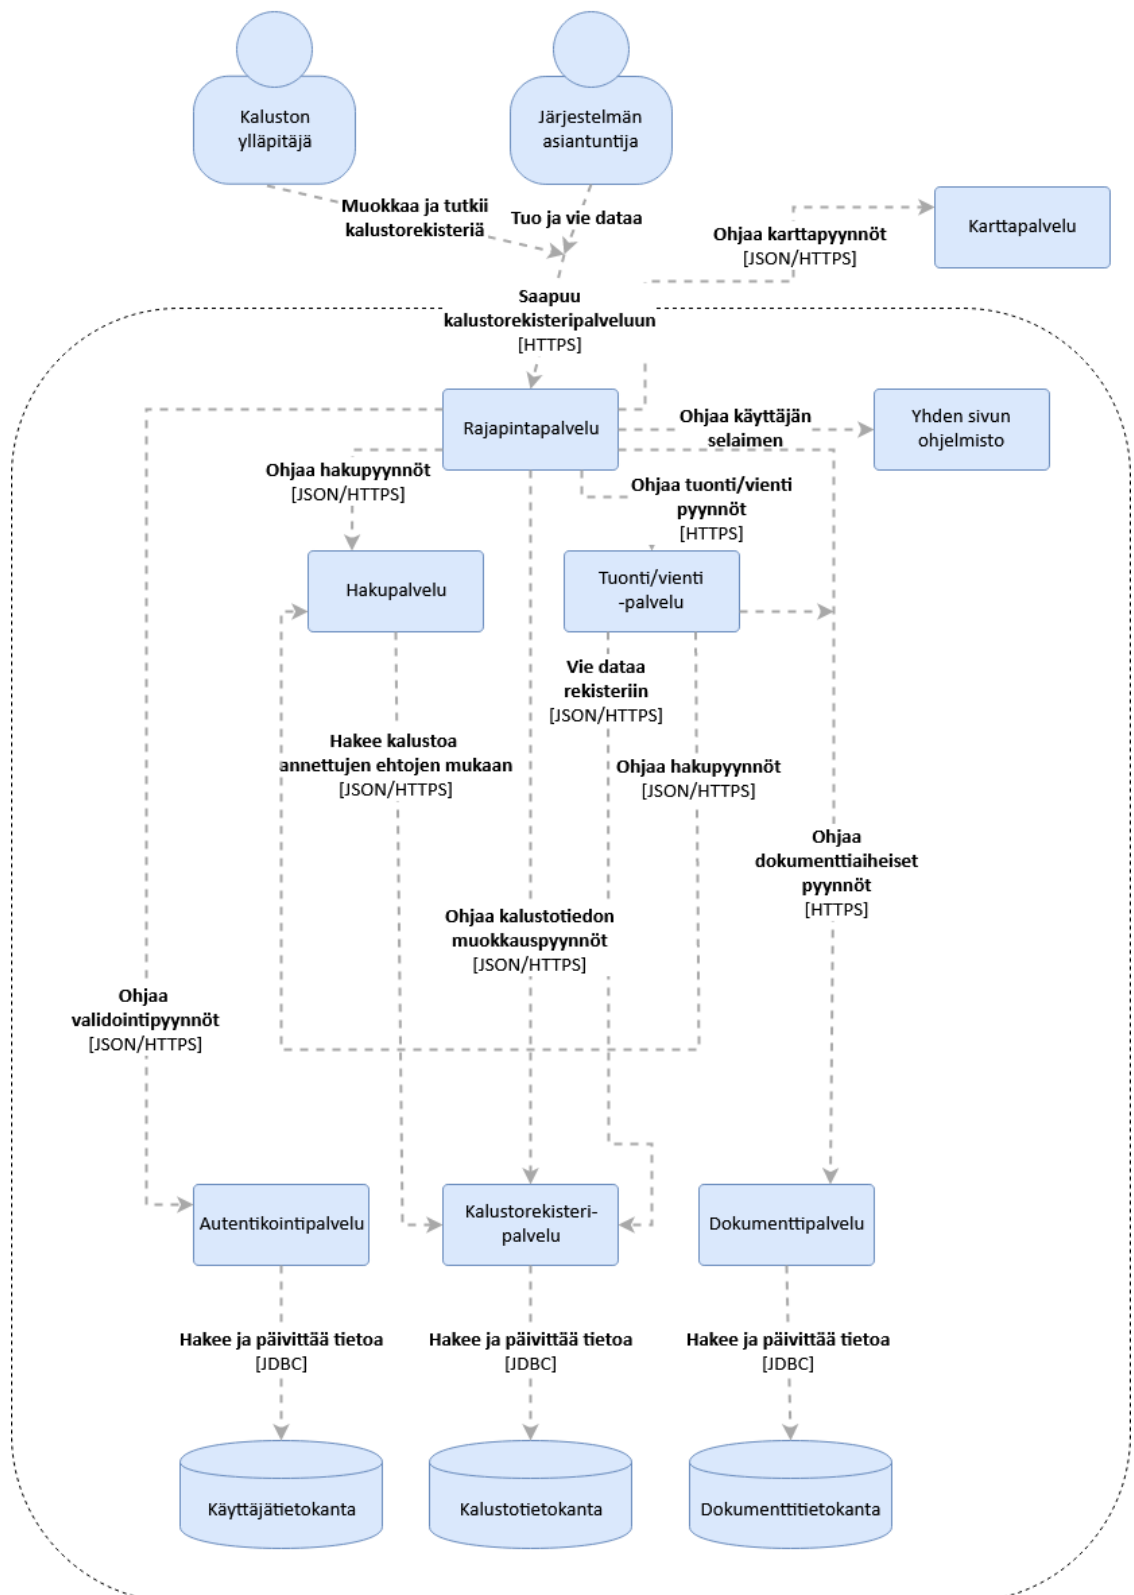 Kaluston
ylläpitäjä
Järjestelmän
asiantuntija
Muokkaa ja tutkii
kalustorekisteriä
Tuo ja vie dataa
Ohjaa karttapyynnöt
[JSON/HTTPS]
Karttapalvelu
Saapuu
kalustorekisteripalveluun
[HTTPS]
Rajapintapalvelu
Ohjaa käyttäjän
selaimen
Yhden sivun
ohjelmisto
Ohjaa hakupyynnöt
[JSON/HTTPS]
Ohjaa tuonti/vienti
pyynnöt
[HTTPS]
Hakupalvelu
Tuonti/vienti
-palvelu
Vie dataa
rekisteriin
[JSON/HTTPS]
Hakee kalustoa
annettujen ehtojen mukaan
[JSON/HTTPS]
Ohjaa hakupyynnöt
[JSON/HTTPS]
Ohjaa
dokumenttiaiheiset
pyynnöt
[HTTPS]
Ohjaa kalustotiedon
muokkauspyynnöt
[JSON/HTTPS]
Ohjaa
validointipyynnöt
[JSON/HTTPS]
Autentikointipalvelu
Kalustorekisteri-
palvelu
Dokumenttipalvelu
Hakee ja päivittää tietoa
[JDBC]
Hakee ja päivittää tietoa
[JDBC]
Hakee ja päivittää tietoa
[JDBC]
Käyttäjätietokanta
Kalustotietokanta
Dokumenttitietokanta